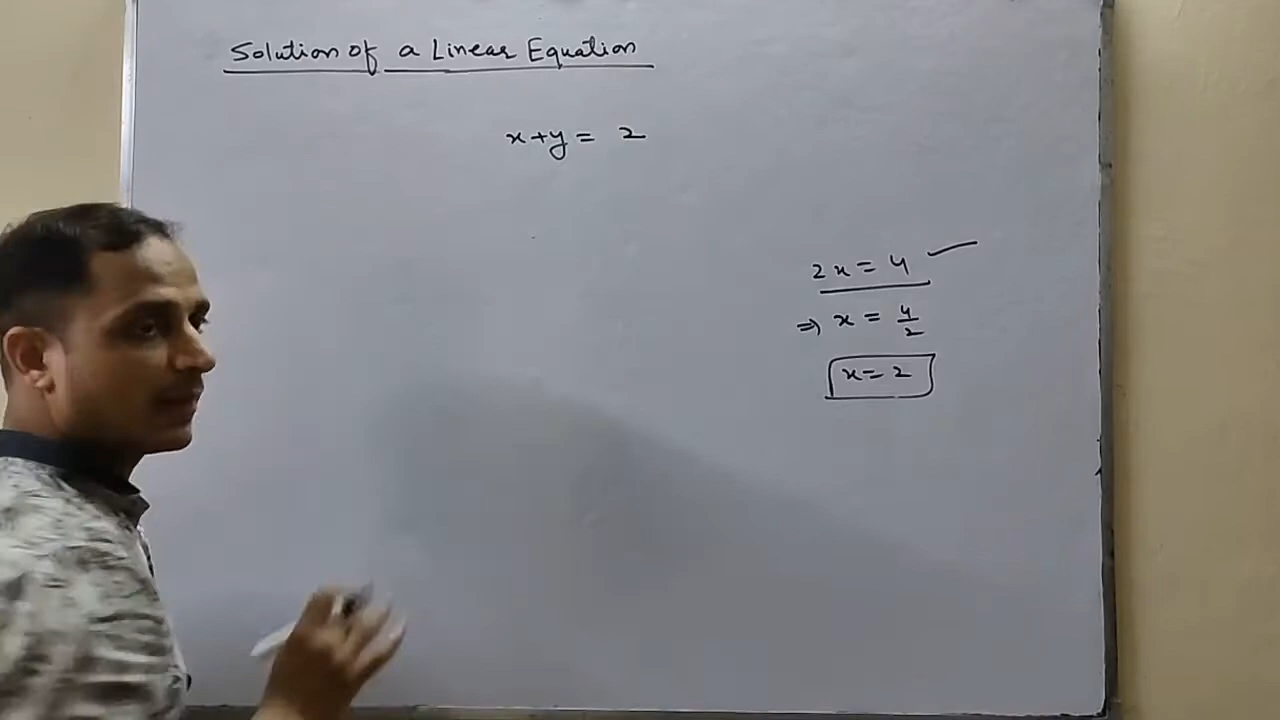 Solution of a Linear Equation
x+y = 2
2x = 4
⇒ x = 4/2
x = 2